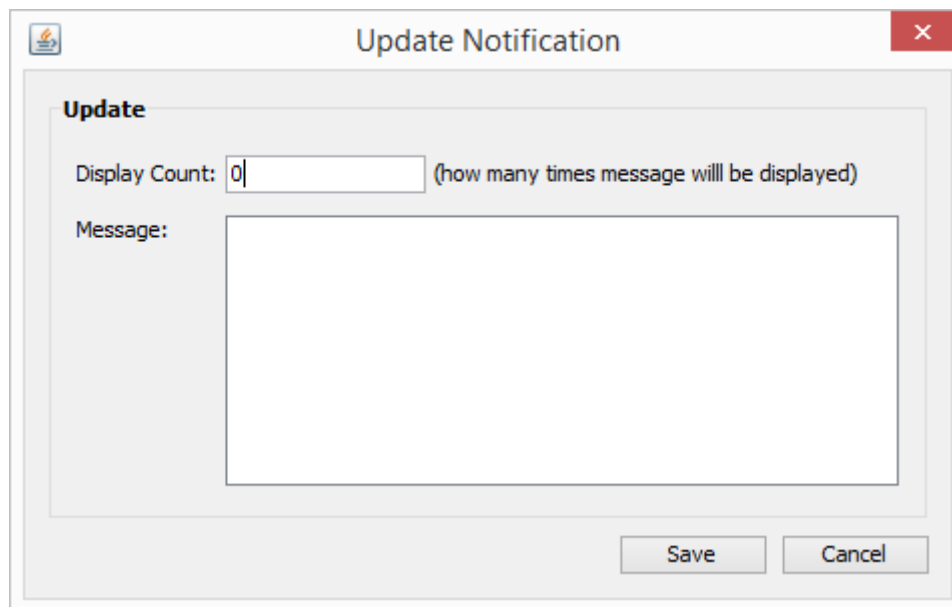 Update Notification
Update
Display Count: 0 (how many times message willl be displayed)
Message:
Save Cancel